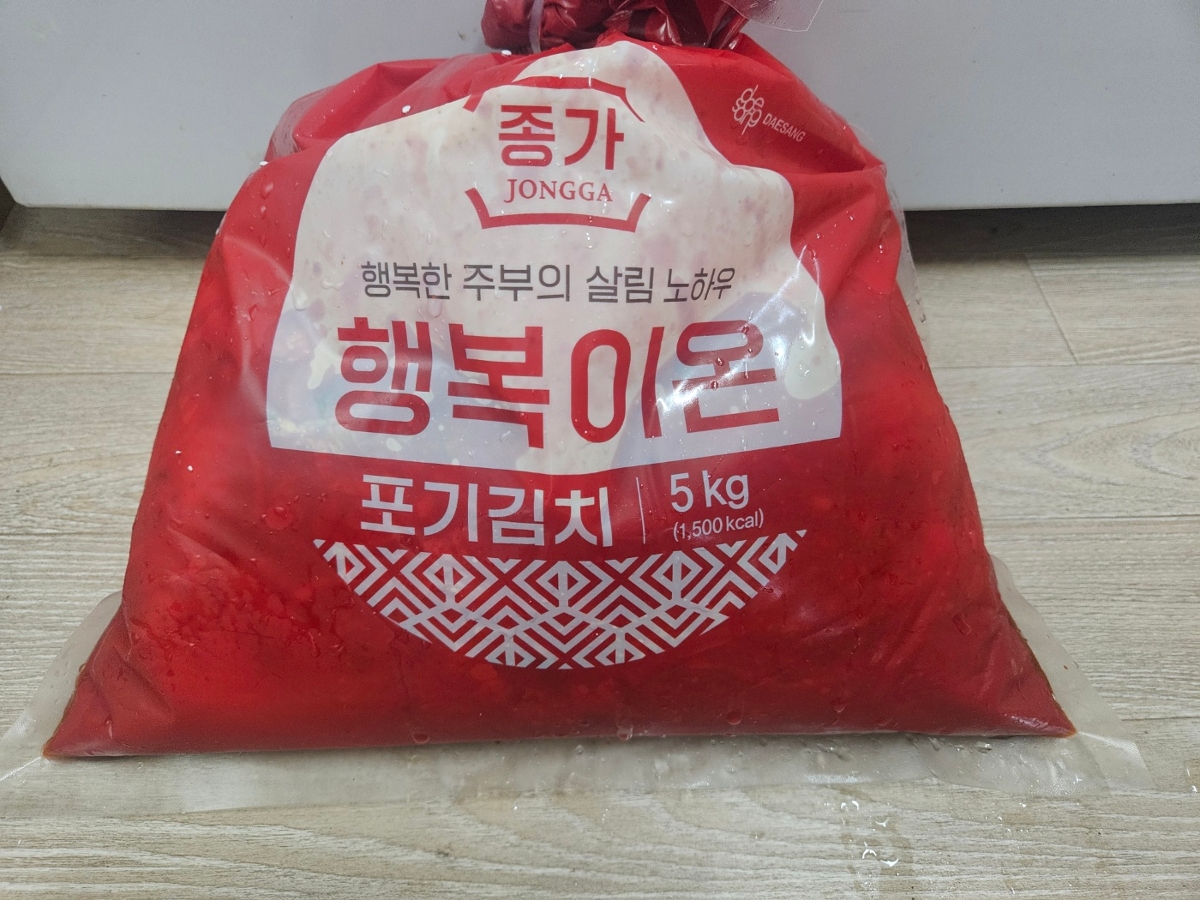 종가
JONGGA
DAESANG
행복한 주부의 살림 노하우
행복이온
포기김치
5 kg
(1,500 kcal)